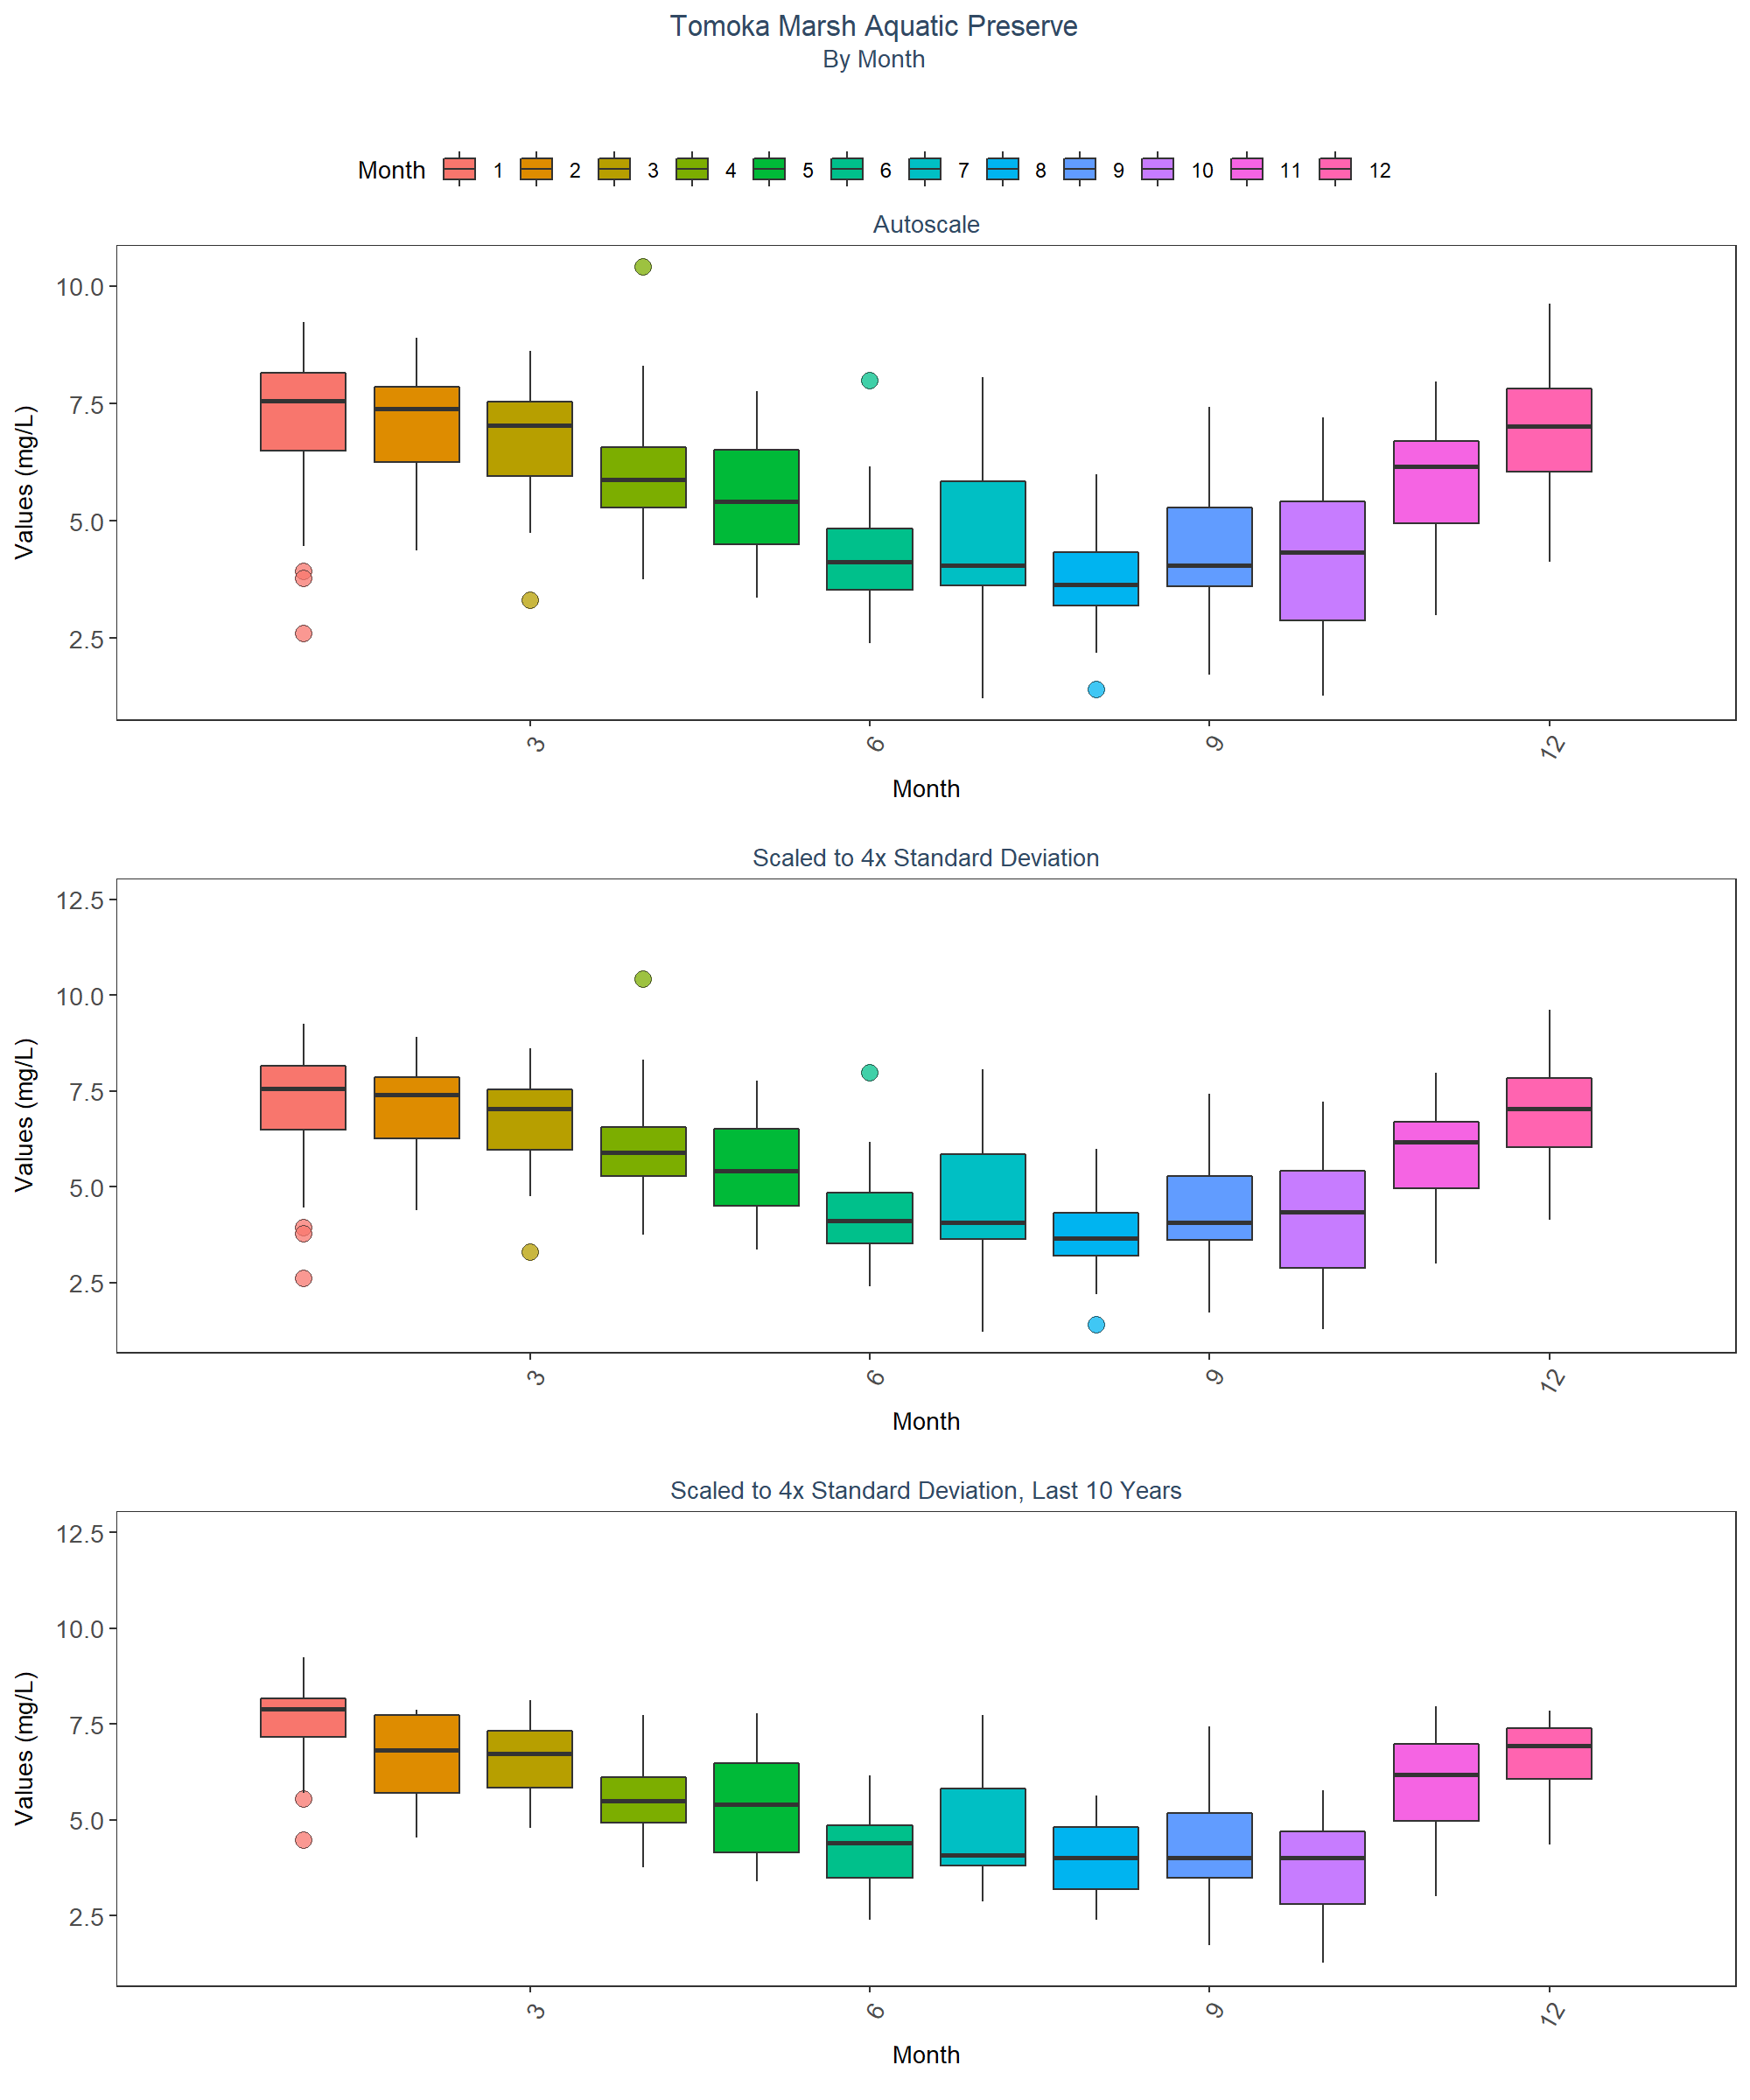 Tomoka Marsh Aquatic Preserve
By Month
Month 1 2 3 4 5 6 7 8 9 10 11 12
Autoscale
Values (mg/L)
10.0
7.5
5.0
2.5
3 6 9 12
Month
Scaled to 4x Standard Deviation
Values (mg/L)
12.5
10.0
7.5
5.0
2.5
3 6 9 12
Month
Scaled to 4x Standard Deviation, Last 10 Years
Values (mg/L)
12.5
10.0
7.5
5.0
2.5
3 6 9 12
Month